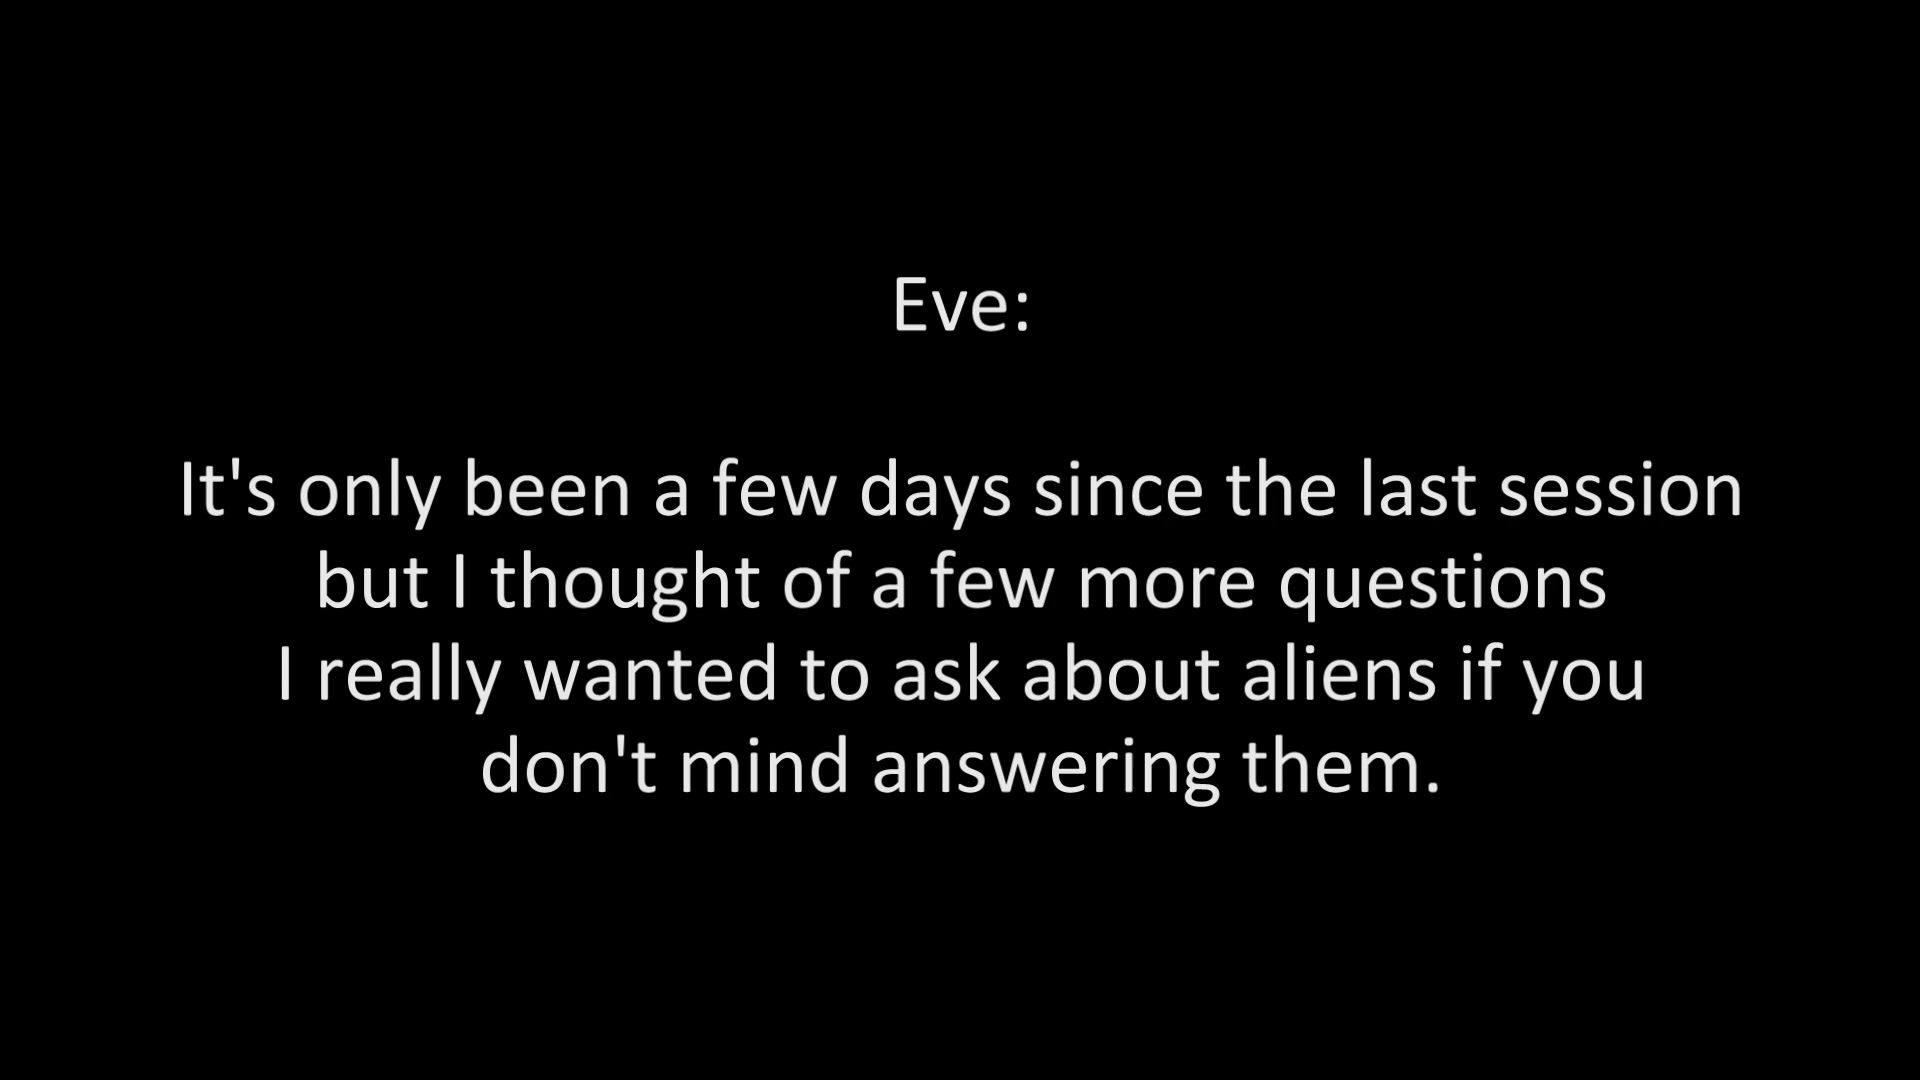 Eve:
It's only been a few days since the last session
but I thought of a few more questions
I really wanted to ask about aliens if you
don't mind answering them.